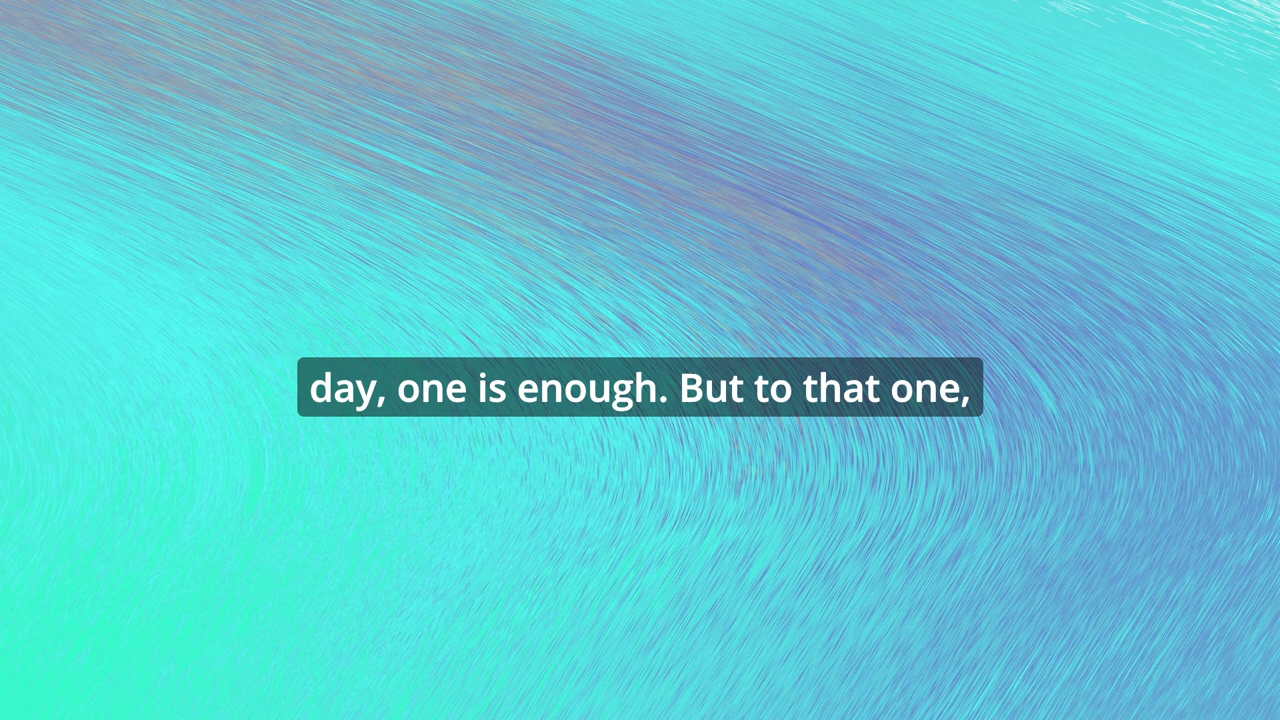 day, one is enough. But to that one,